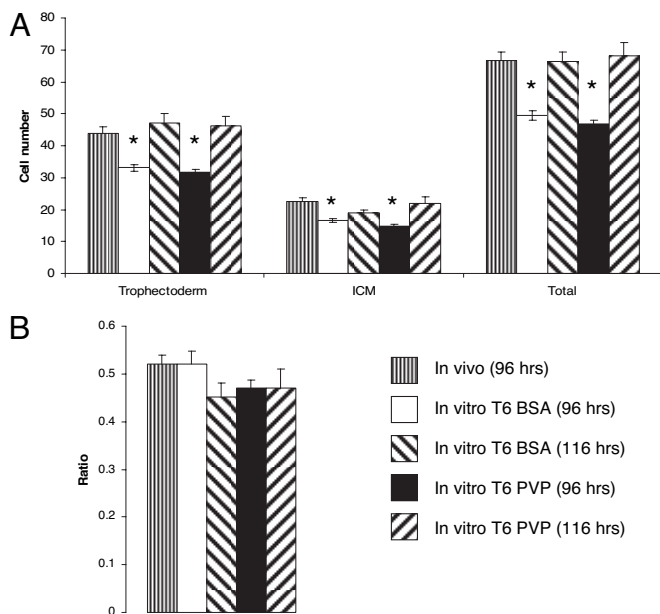 A
80
70
60
50
40
30
20
10
0
Cell number
* * * * * *
Trophectoderm ICM Total
B
0.6
0.5
0.4
0.3
0.2
0.1
0
Ratio
In vivo (96 hrs)
In vitro T6 BSA (96 hrs)
In vitro T6 BSA (116 hrs)
In vitro T6 PVP (96 hrs)
In vitro T6 PVP (116 hrs)